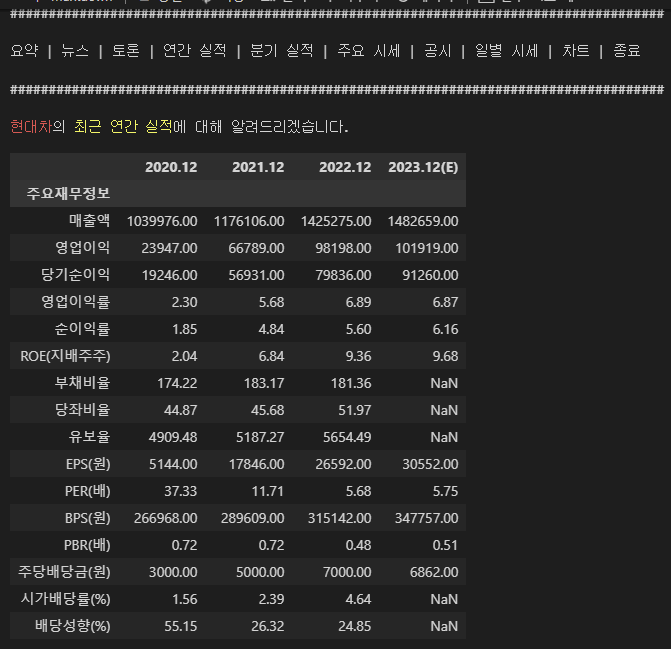 ####################################################################################
요약 | 뉴스 | 토론 | 연간 실적 | 분기 실적 | 주요 시세 | 공시 | 일별 시세 | 차트 | 종료
####################################################################################
현대차의 최근 연간 실적에 대해 알려드리겠습니다.
2020.12 2021.12 2022.12 2023.12(E)
주요재무정보
매출액 1039976.00 1176106.00 1425275.00 1482659.00
영업이익 23947.00 66789.00 98198.00 101919.00
당기순이익 19246.00 56931.00 79836.00 91260.00
영업이익률 2.30 5.68 6.89 6.87
순이익률 1.85 4.84 5.60 6.16
ROE(지배주주) 2.04 6.84 9.36 9.68
부채비율 174.22 183.17 181.36 NaN
당좌비율 44.87 45.68 51.97 NaN
유보율 4909.48 5187.27 5654.49 NaN
EPS(원) 5144.00 17846.00 26592.00 30552.00
PER(배) 37.33 11.71 5.68 5.75
BPS(원) 266968.00 289609.00 315142.00 347757.00
PBR(배) 0.72 0.72 0.48 0.51
주당배당금(원) 3000.00 5000.00 7000.00 6862.00
시가배당률(%) 1.56 2.39 4.64 NaN
배당성향(%) 55.15 26.32 24.85 NaN